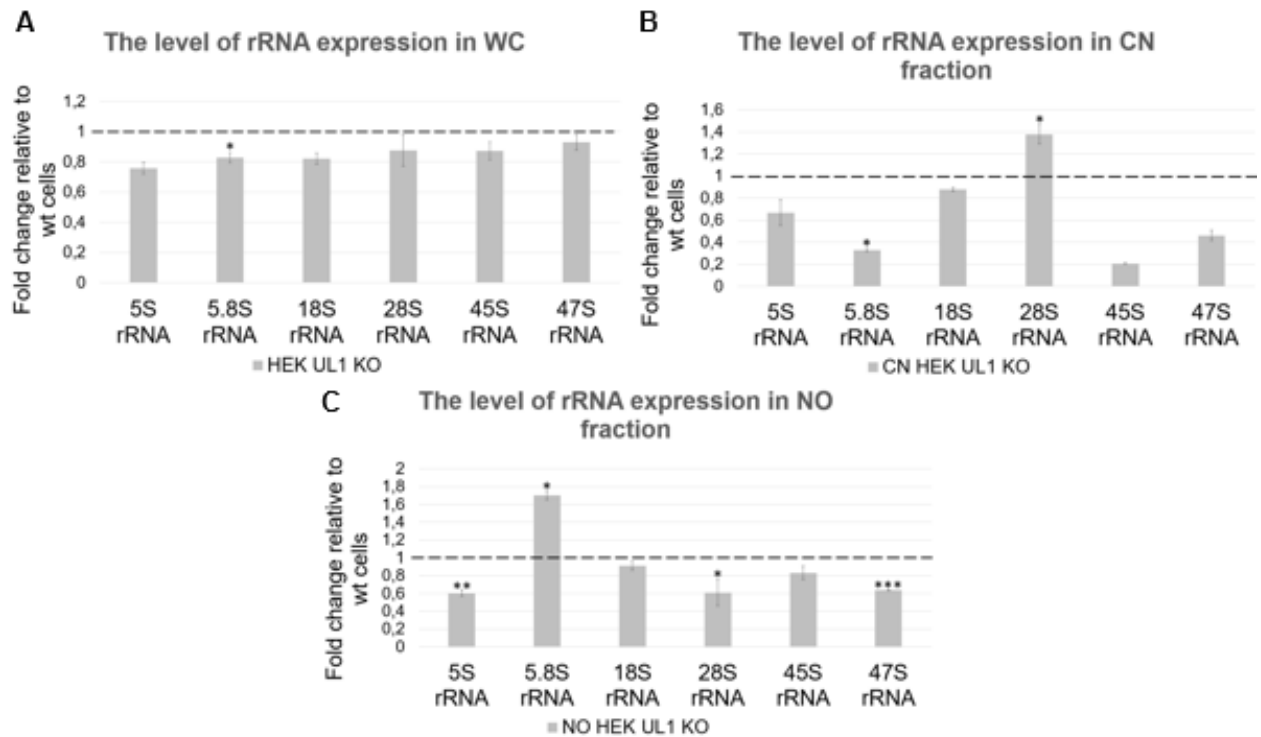 A
The level of rRNA expression in WC
Fold change relative to
wt cells
1,2
1
0,8
0,6
0,4
0,2
0
*
5S
rRNA
5.8S
rRNA
18S
rRNA
28S
rRNA
45S
rRNA
47S
rRNA
HEK UL1 KO
B
The level of rRNA expression in CN
fraction
Fold change relative to
wt cells
1,6
1,4
1,2
1
0,8
0,6
0,4
0,2
0
*
*
5S
rRNA
5.8S
rRNA
18S
rRNA
28S
rRNA
45S
rRNA
47S
rRNA
CN HEK UL1 KO
C
The level of rRNA expression in NO
fraction
Fold change relative to
wt cells
2
1,8
1,6
1,4
1,2
1
0,8
0,6
0,4
0,2
0
**
*
*
***
5S
rRNA
5.8S
rRNA
18S
rRNA
28S
rRNA
45S
rRNA
47S
rRNA
NO HEK UL1 KO